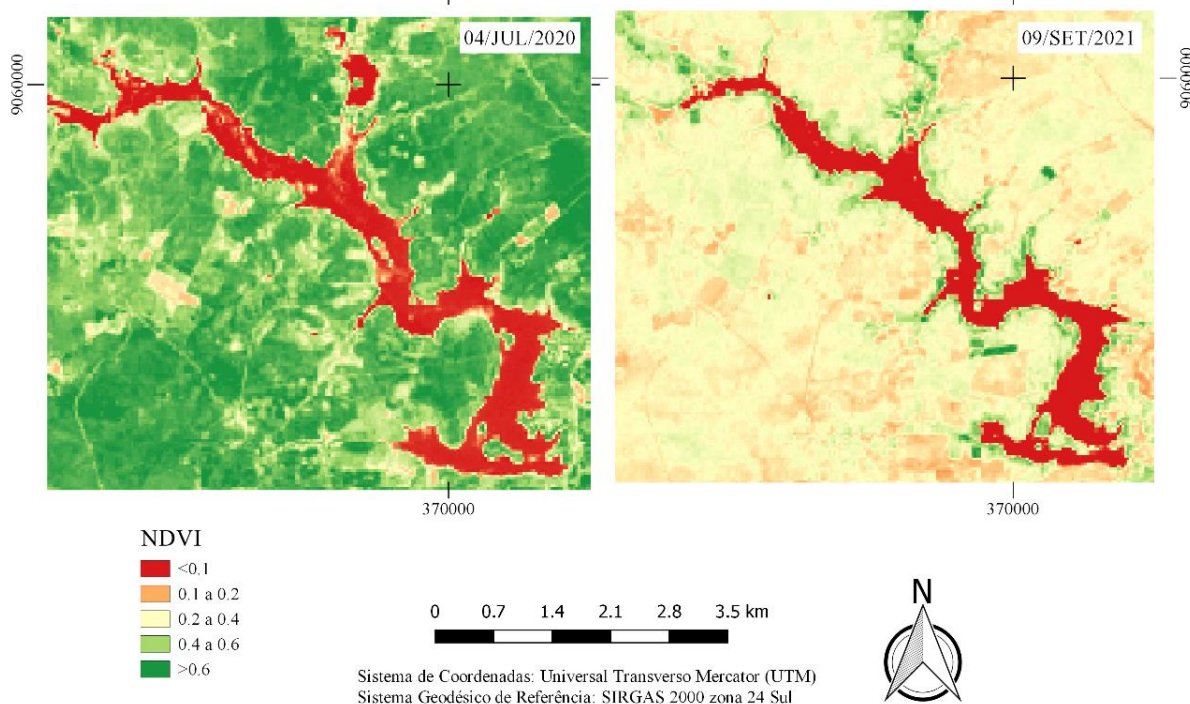 04/JUL/2020
09/SET/2021
9060000
9060000
370000
370000
NDVI
<0.1
0.1 a 0.2
0.2 a 0.4
0.4 a 0.6
>0.6
0 0.7 1.4 2.1 2.8 3.5 km
N
Sistema de Coordenadas: Universal Transverso Mercator (UTM)
Sistema Geodésico de Referência: SIRGAS 2000 zona 24 Sul